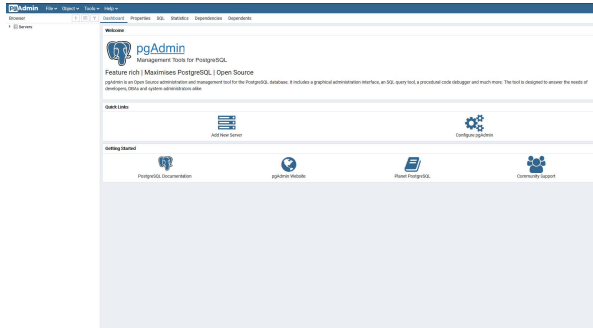 pgAdmin File Object Tools Help
Browser Dashboard Properties SQL Statistics Dependencies Dependents
Servers
Welcome
pgAdmin
Management Tools for PostgreSQL
Feature rich | Maximises PostgreSQL | Open Source
pgAdmin is an Open Source administration and management tool for the PostgreSQL database. It includes a graphical administration interface, an SQL query tool, a procedural code debugger and much more. The tool is designed to answer the needs of
developers, DBAs and system administrators alike.
Quick Links
Add New Server Configure pgAdmin
Getting Started
PostgreSQL Documentation pgAdmin Website Planet PostgreSQL Community Support